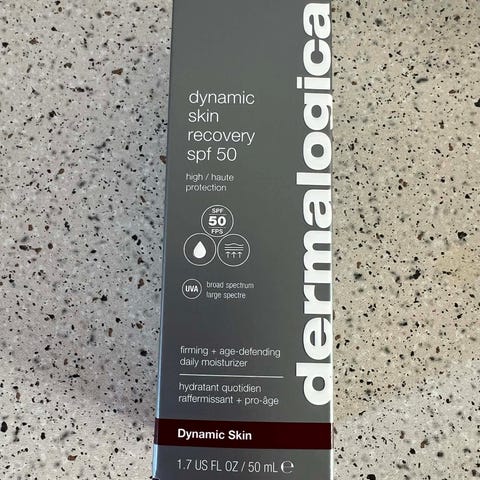 dermalogica
dynamic
skin
recovery
spf 50
high / haute
protection
SPF
50
FPS
UVA
broad spectrum
large spectre
firming + age-defending
daily moisturizer
hydratant quotidien
raffermissant + pro-âge
Dynamic Skin
1.7 US FL OZ / 50 mL ℮